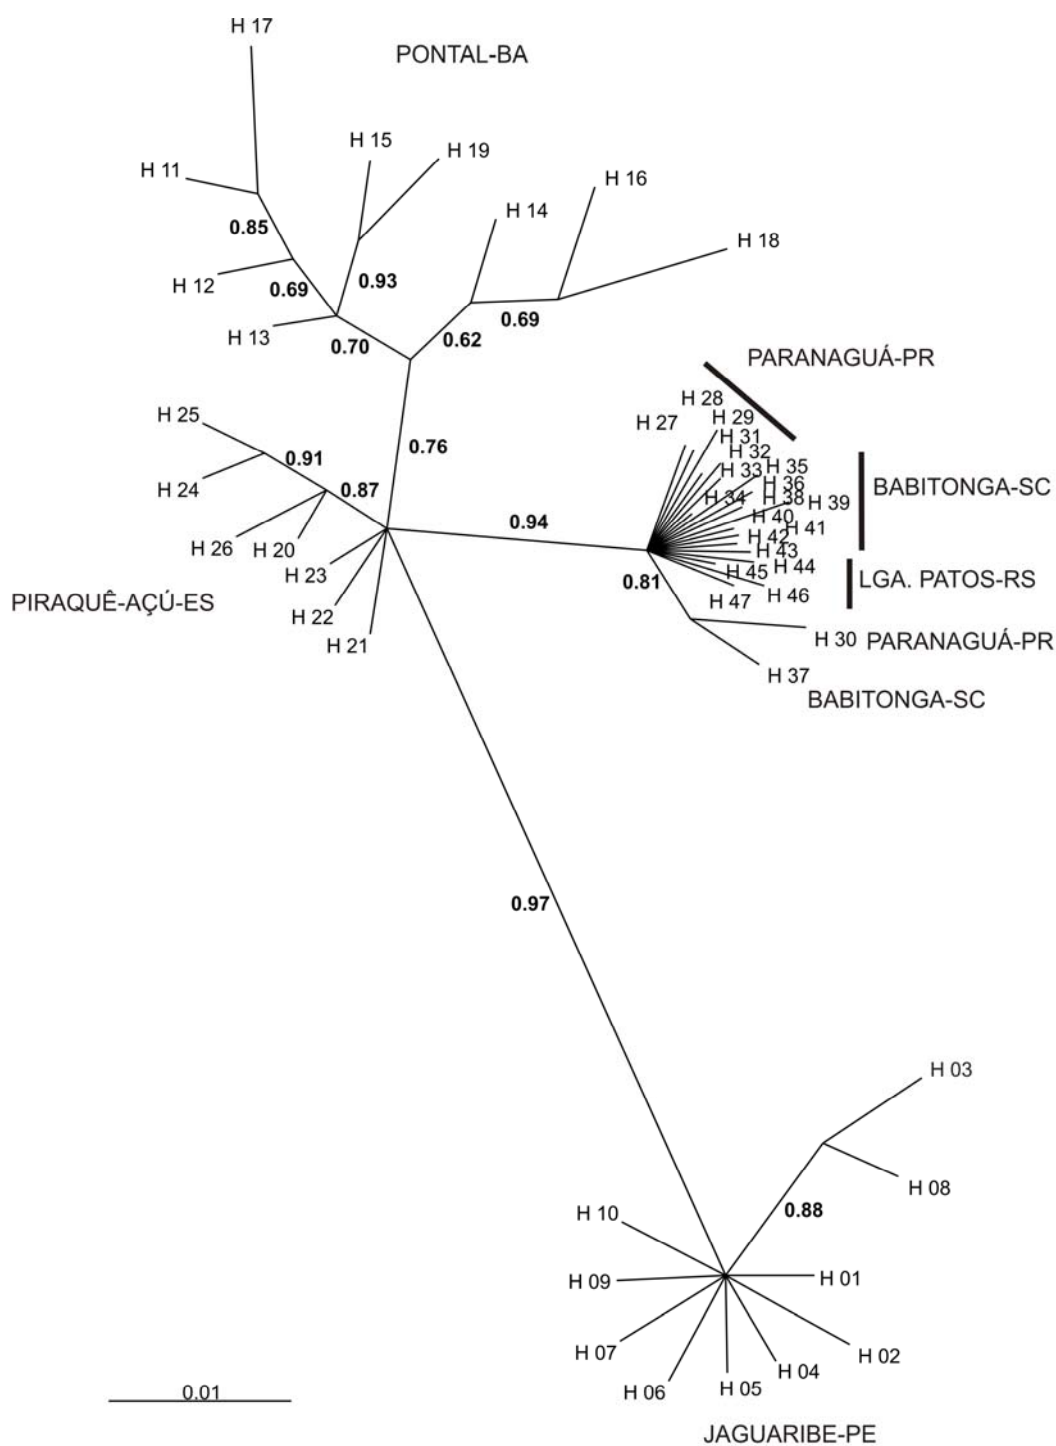 H 17
PONTAL-BA
H 15
H 19
H 11
H 16
H 14
0.85
H 18
H 12
0.93
0.69
0.69
H 13
0.62
0.70
PARANAGUÁ-PR
H 28
H 25
H 27
H 29
H 31
0.76
H 32
0.91
H 33
H 35
H 24
0.87
H 36
BABITONGA-SC
H 34
H 38
H 39
H 40
0.94
H 41
H 26
H 20
H 42
H 43
H 23
H 44
H 45
0.81
LGA. PATOS-RS
H 46
PIRAQUÊ-AÇÚ-ES
H 47
H 22
H 30
PARANAGUÁ-PR
H 21
H 37
BABITONGA-SC
0.97
H 03
H 08
0.88
H 10
H 01
H 09
H 07
H 02
H 04
H 05
H 06
0.01
JAGUARIBE-PE